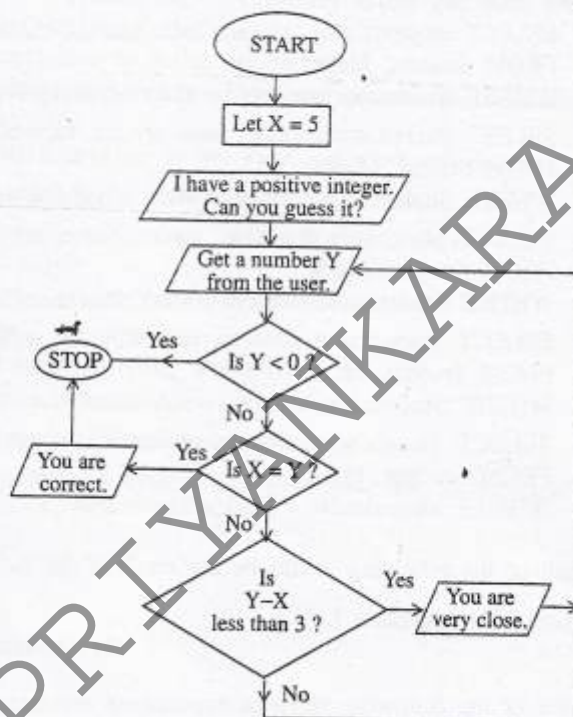 START
Let X = 5
I have a positive integer.
Can you guess it?
Get a number Y
from the user.
Yes
STOP
Is Y < 0 ?
No
You are
correct.
Yes
Is X = Y ?
No
Is
Y–X
less than 3 ?
Yes
You are
very close.
No
PRIYANKARA